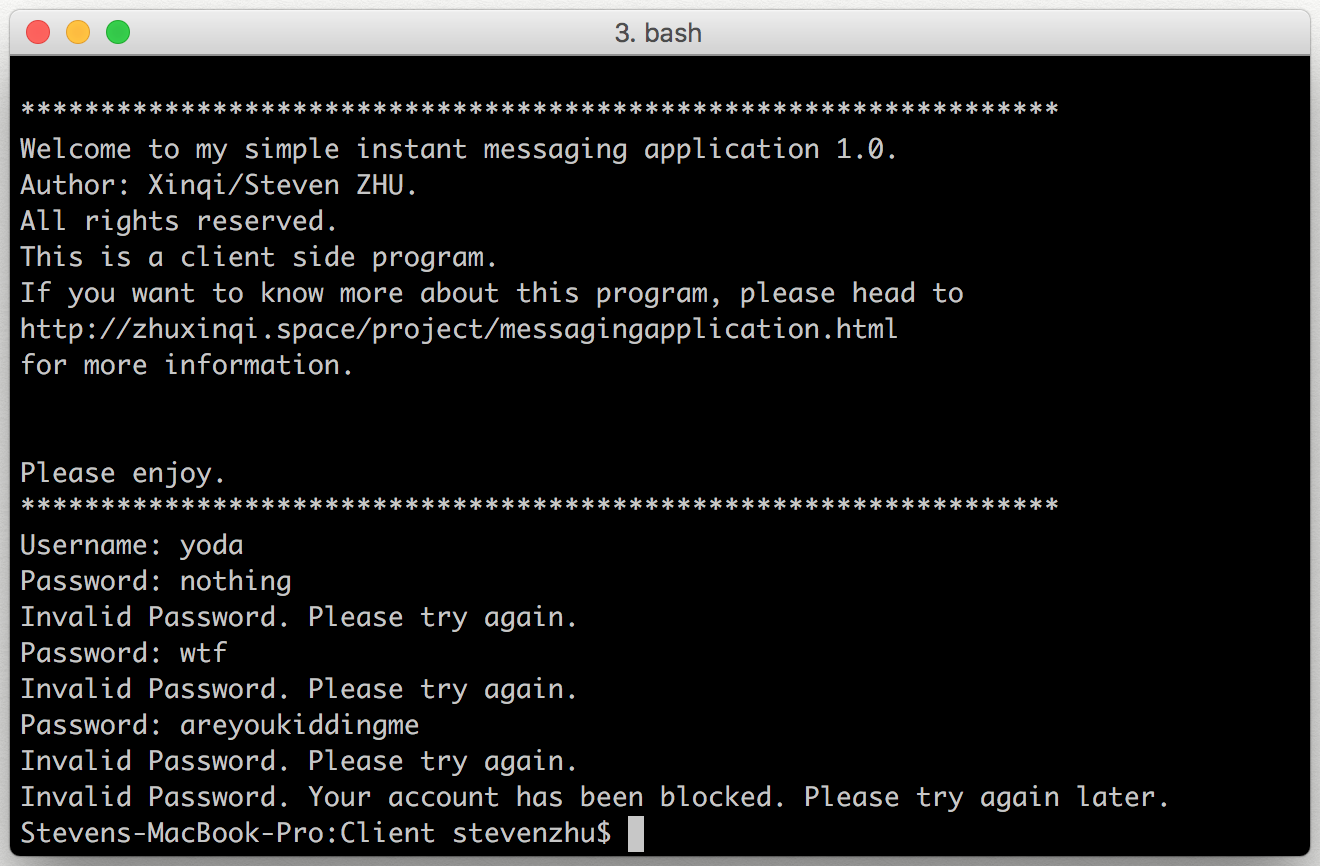 3. bash
*****************************************************************
Welcome to my simple instant messaging application 1.0.
Author: Xinqi/Steven ZHU.
All rights reserved.
This is a client side program.
If you want to know more about this program, please head to
http://zhuxinqi.space/project/messagingapplication.html
for more information.
Please enjoy.
*****************************************************************
Username: yoda
Password: nothing
Invalid Password. Please try again.
Password: wtf
Invalid Password. Please try again.
Password: areyoukiddingme
Invalid Password. Please try again.
Invalid Password. Your account has been blocked. Please try again later.
Stevens-MacBook-Pro:Client stevenzhu$